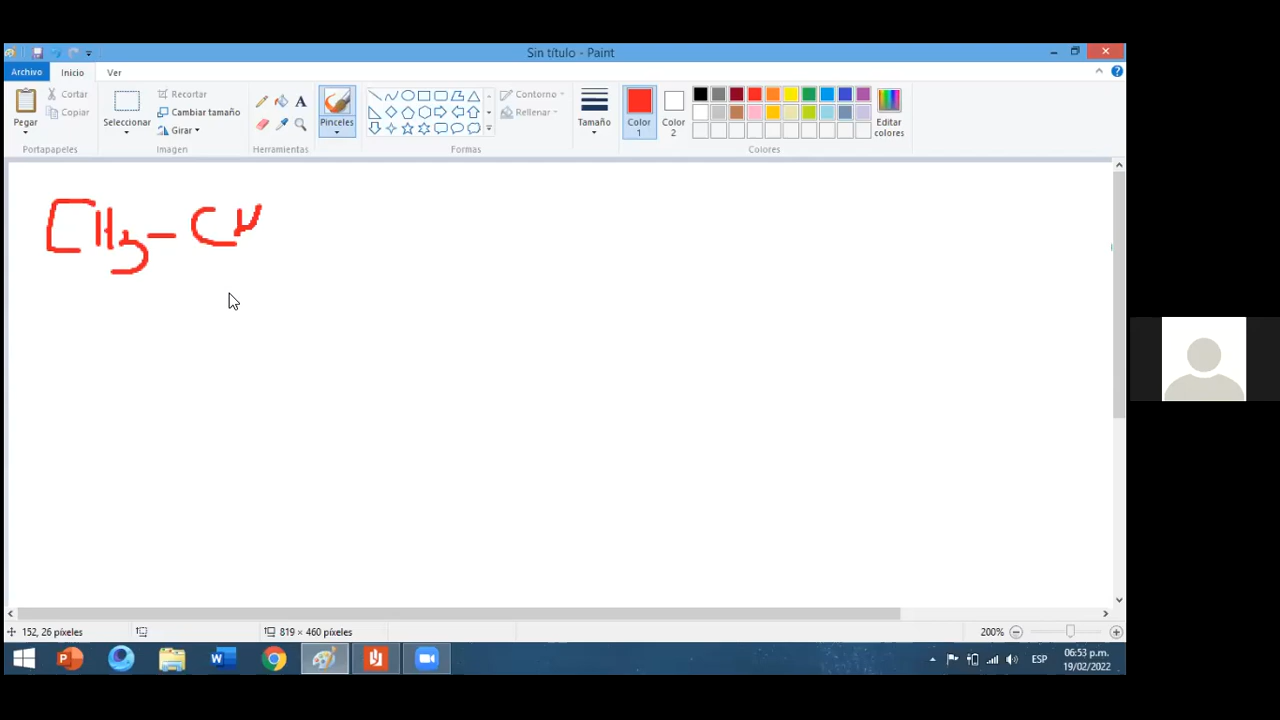 Sin título - Paint
Archivo Inicio Ver
Pegar
Cortar
Copiar
Portapapeles
Seleccionar
Recortar
Cambiar tamaño
Girar
Imagen
A
Herramientas
Pinceles
Formas
Contorno
Rellenar
Tamaño
Color 1
Color 2
Editar colores
Colores
CH3-CH
152, 26 píxeles 819 × 460 píxeles 200%
ESP
06:53 p.m.
19/02/2022